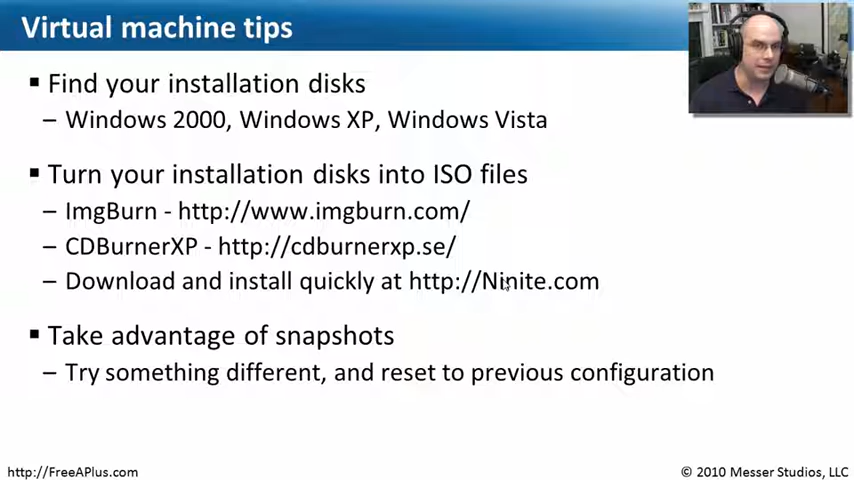 Virtual machine tips
▪ Find your installation disks
– Windows 2000, Windows XP, Windows Vista
▪ Turn your installation disks into ISO files
– ImgBurn - http://www.imgburn.com/
– CDBurnerXP - http://cdburnerxp.se/
– Download and install quickly at http://Ninite.com
▪ Take advantage of snapshots
– Try something different, and reset to previous configuration
http://FreeAPlus.com
© 2010 Messer Studios, LLC